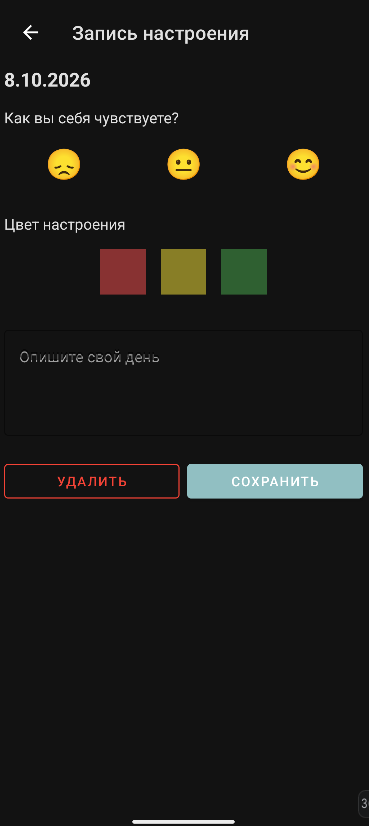 Запись настроения
8.10.2026
Как вы себя чувствуете?
Цвет настроения
Опишите свой день
УДАЛИТЬ
СОХРАНИТЬ